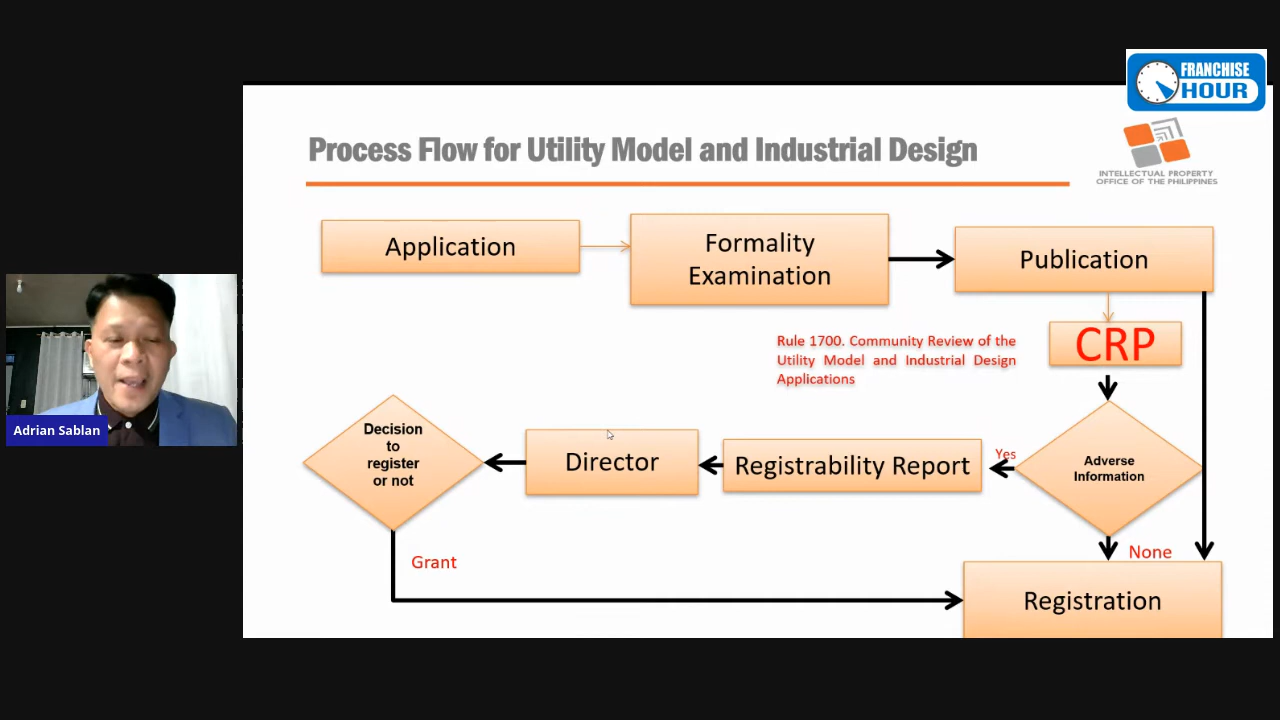 FRANCHISE
HOUR
Process Flow for Utility Model and Industrial Design
INTELLECTUAL PROPERTY
OFFICE OF THE PHILIPPINES
Application
Formality
Examination
Publication
Rule 1700. Community Review of the
Utility Model and Industrial Design
Applications
CRP
Adrian Sablan
Decision
to
register
or not
Director
Registrability Report
Yes
Adverse
Information
Grant
None
Registration